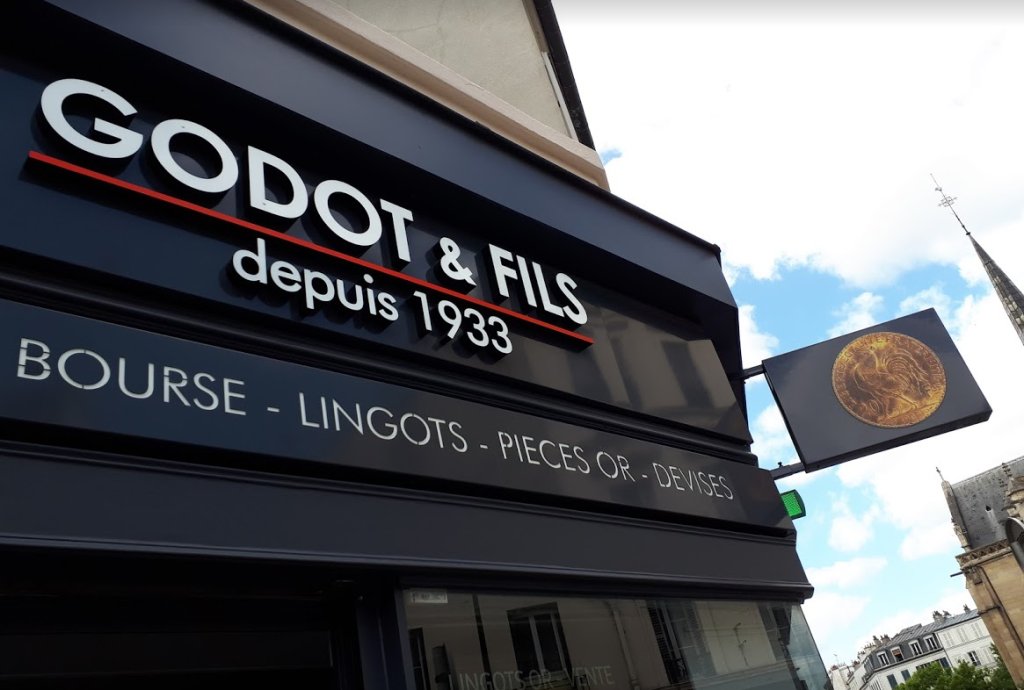 GODOT & FILS
depuis 1933
BOURSE - LINGOTS - PIECES OR - DEVISES
LINGOTS OR - VENTE